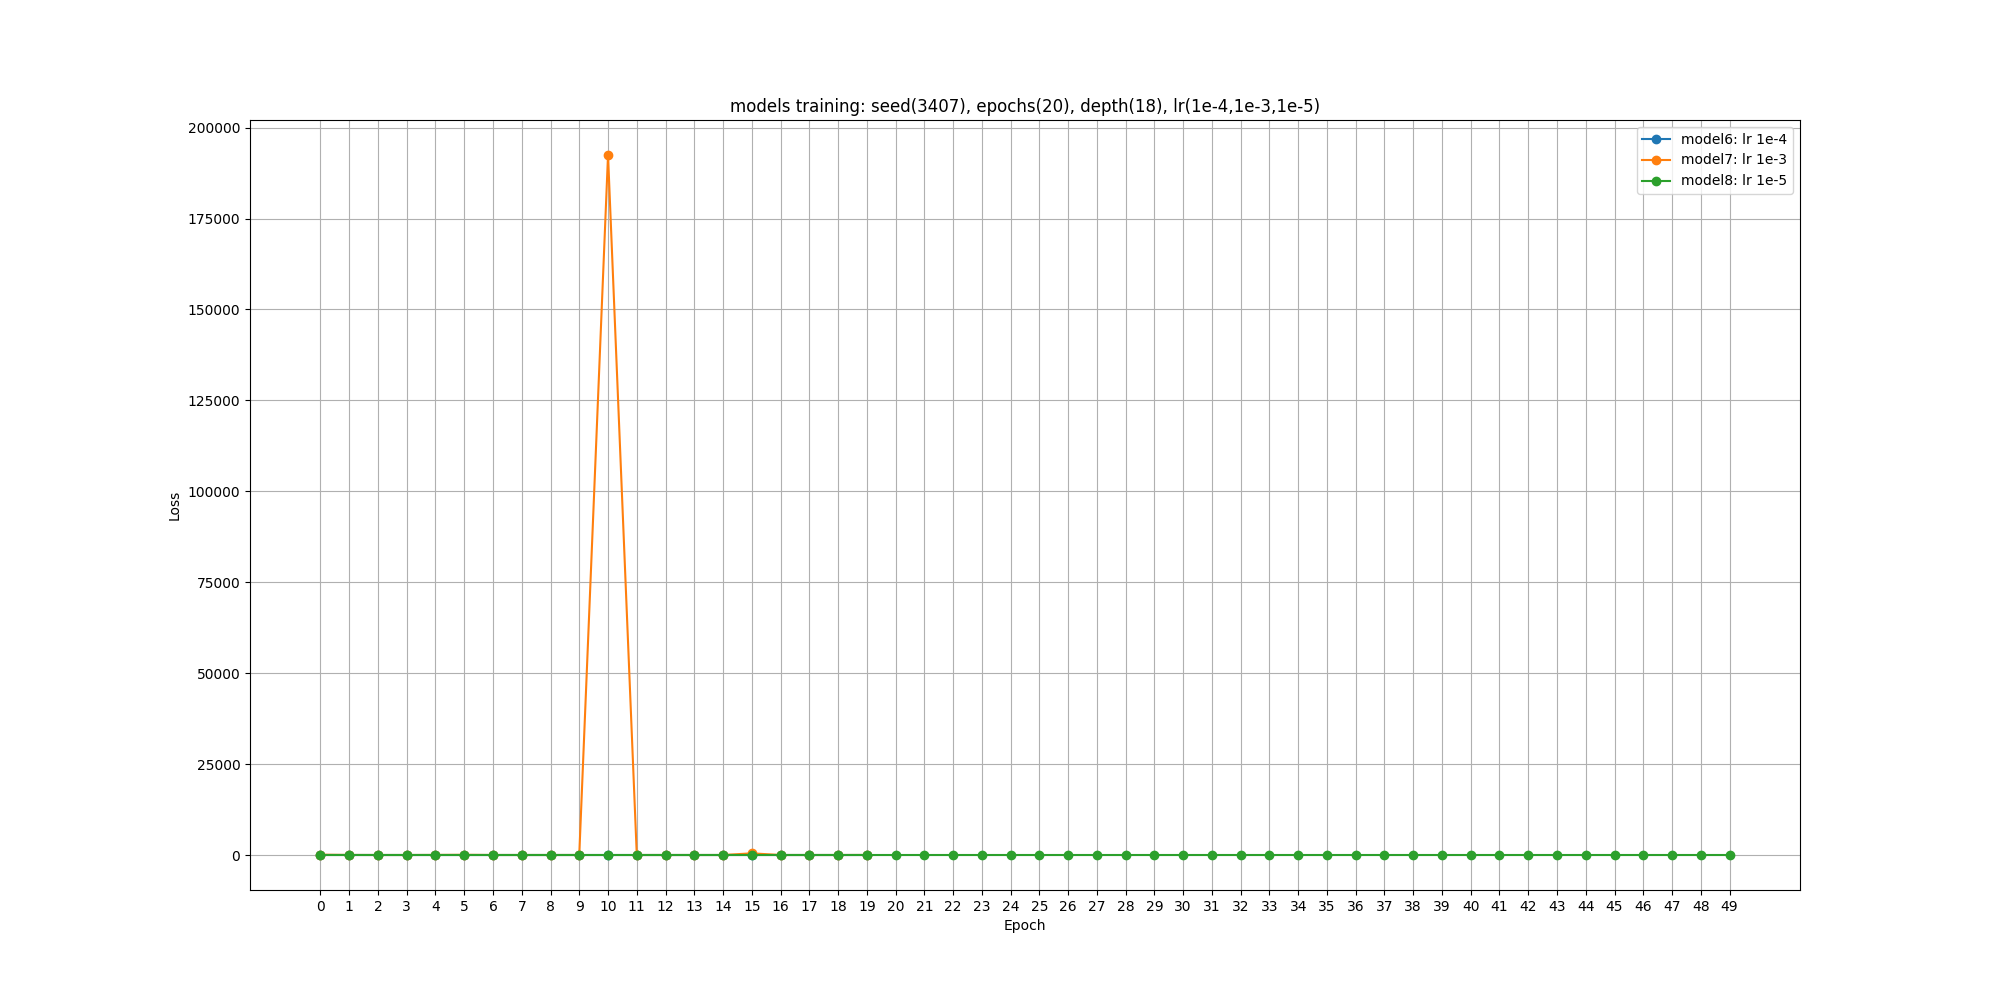 models training: seed(3407), epochs(20), depth(18), lr(1e-4,1e-3,1e-5)
model6: lr 1e-4
model7: lr 1e-3
model8: lr 1e-5
200000
175000
150000
125000
100000
75000
50000
25000
0
Loss
0 1 2 3 4 5 6 7 8 9 10 11 12 13 14 15 16 17 18 19 20 21 22 23 24 25 26 27 28 29 30 31 32 33 34 35 36 37 38 39 40 41 42 43 44 45 46 47 48 49
Epoch